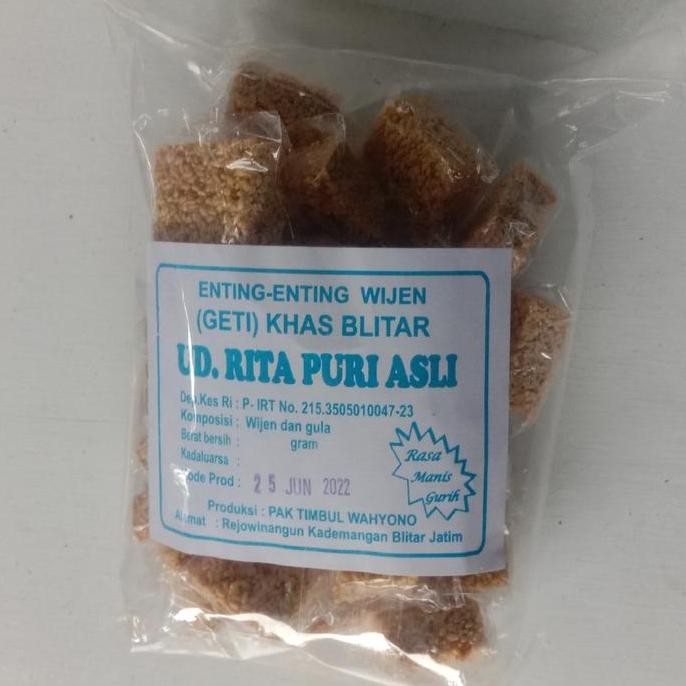 ENTING-ENTING WIJEN
(GETI) KHAS BLITAR
UD. RITA PURI ASLI
Dep.Kes Ri : P- IRT No. 215.3505010047-23
Komposisi : Wijen dan gula
Berat bersih : gram
Kadaluarsa :
Kode Prod : 25 JUN 2022
Rasa
Manis
Gurih
Produksi : PAK TIMBUL WAHYONO
Alamat : Rejowinangun Kademangan Blitar Jatim